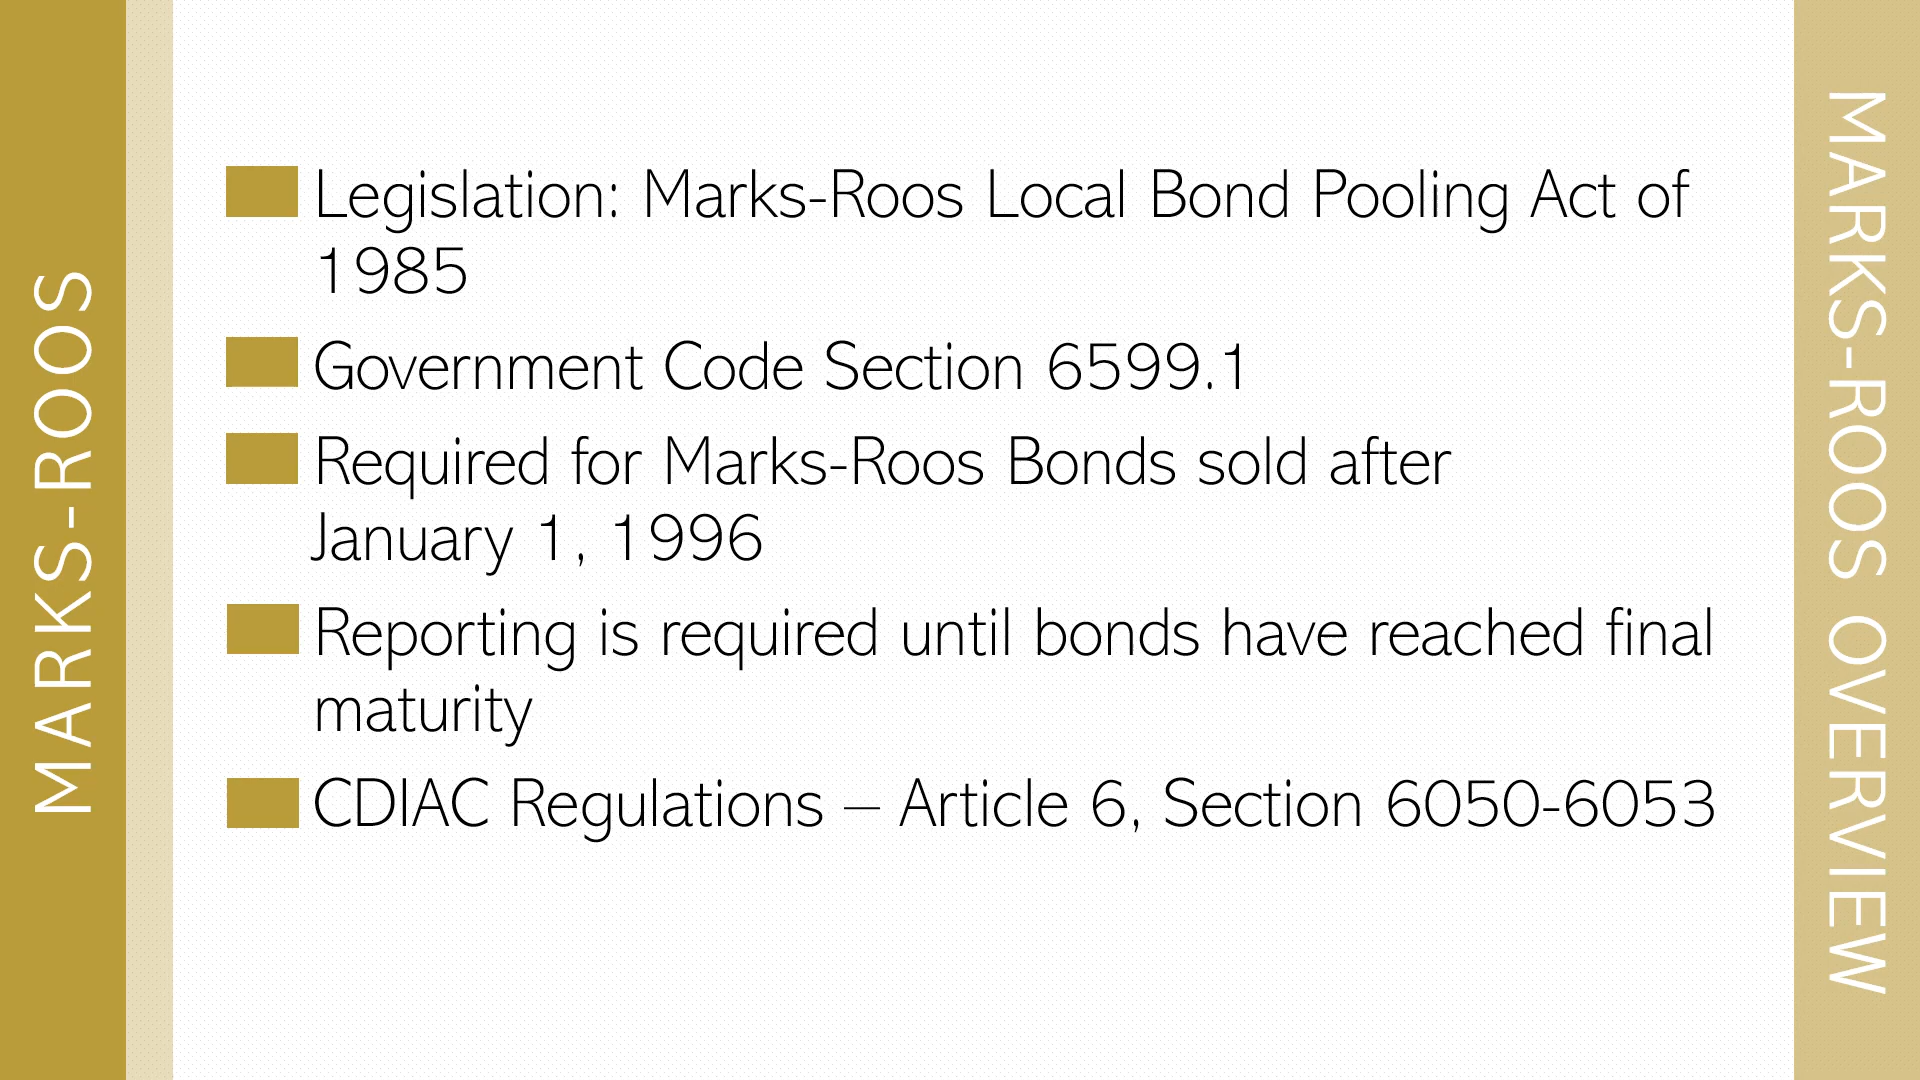 MARKS-ROOS
Legislation: Marks-Roos Local Bond Pooling Act of
1985
Government Code Section 6599.1
Required for Marks-Roos Bonds sold after
January 1, 1996
Reporting is required until bonds have reached final
maturity
CDIAC Regulations – Article 6, Section 6050-6053
MARKS-ROOS OVERVIEW